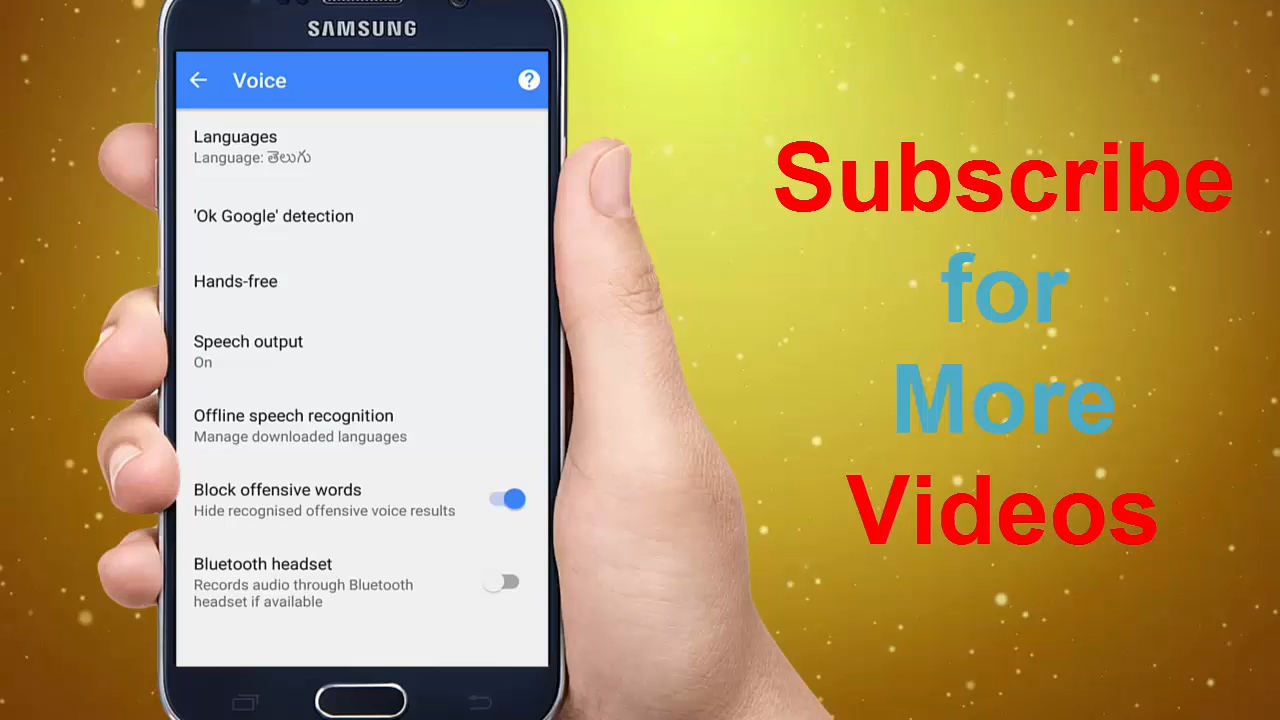 SAMSUNG
Voice
?
Languages
Language: తెలుగు
'Ok Google' detection
Hands-free
Speech output
On
Offline speech recognition
Manage downloaded languages
Block offensive words
Hide recognised offensive voice results
Bluetooth headset
Records audio through Bluetooth
headset if available
Subscribe
for
More
Videos